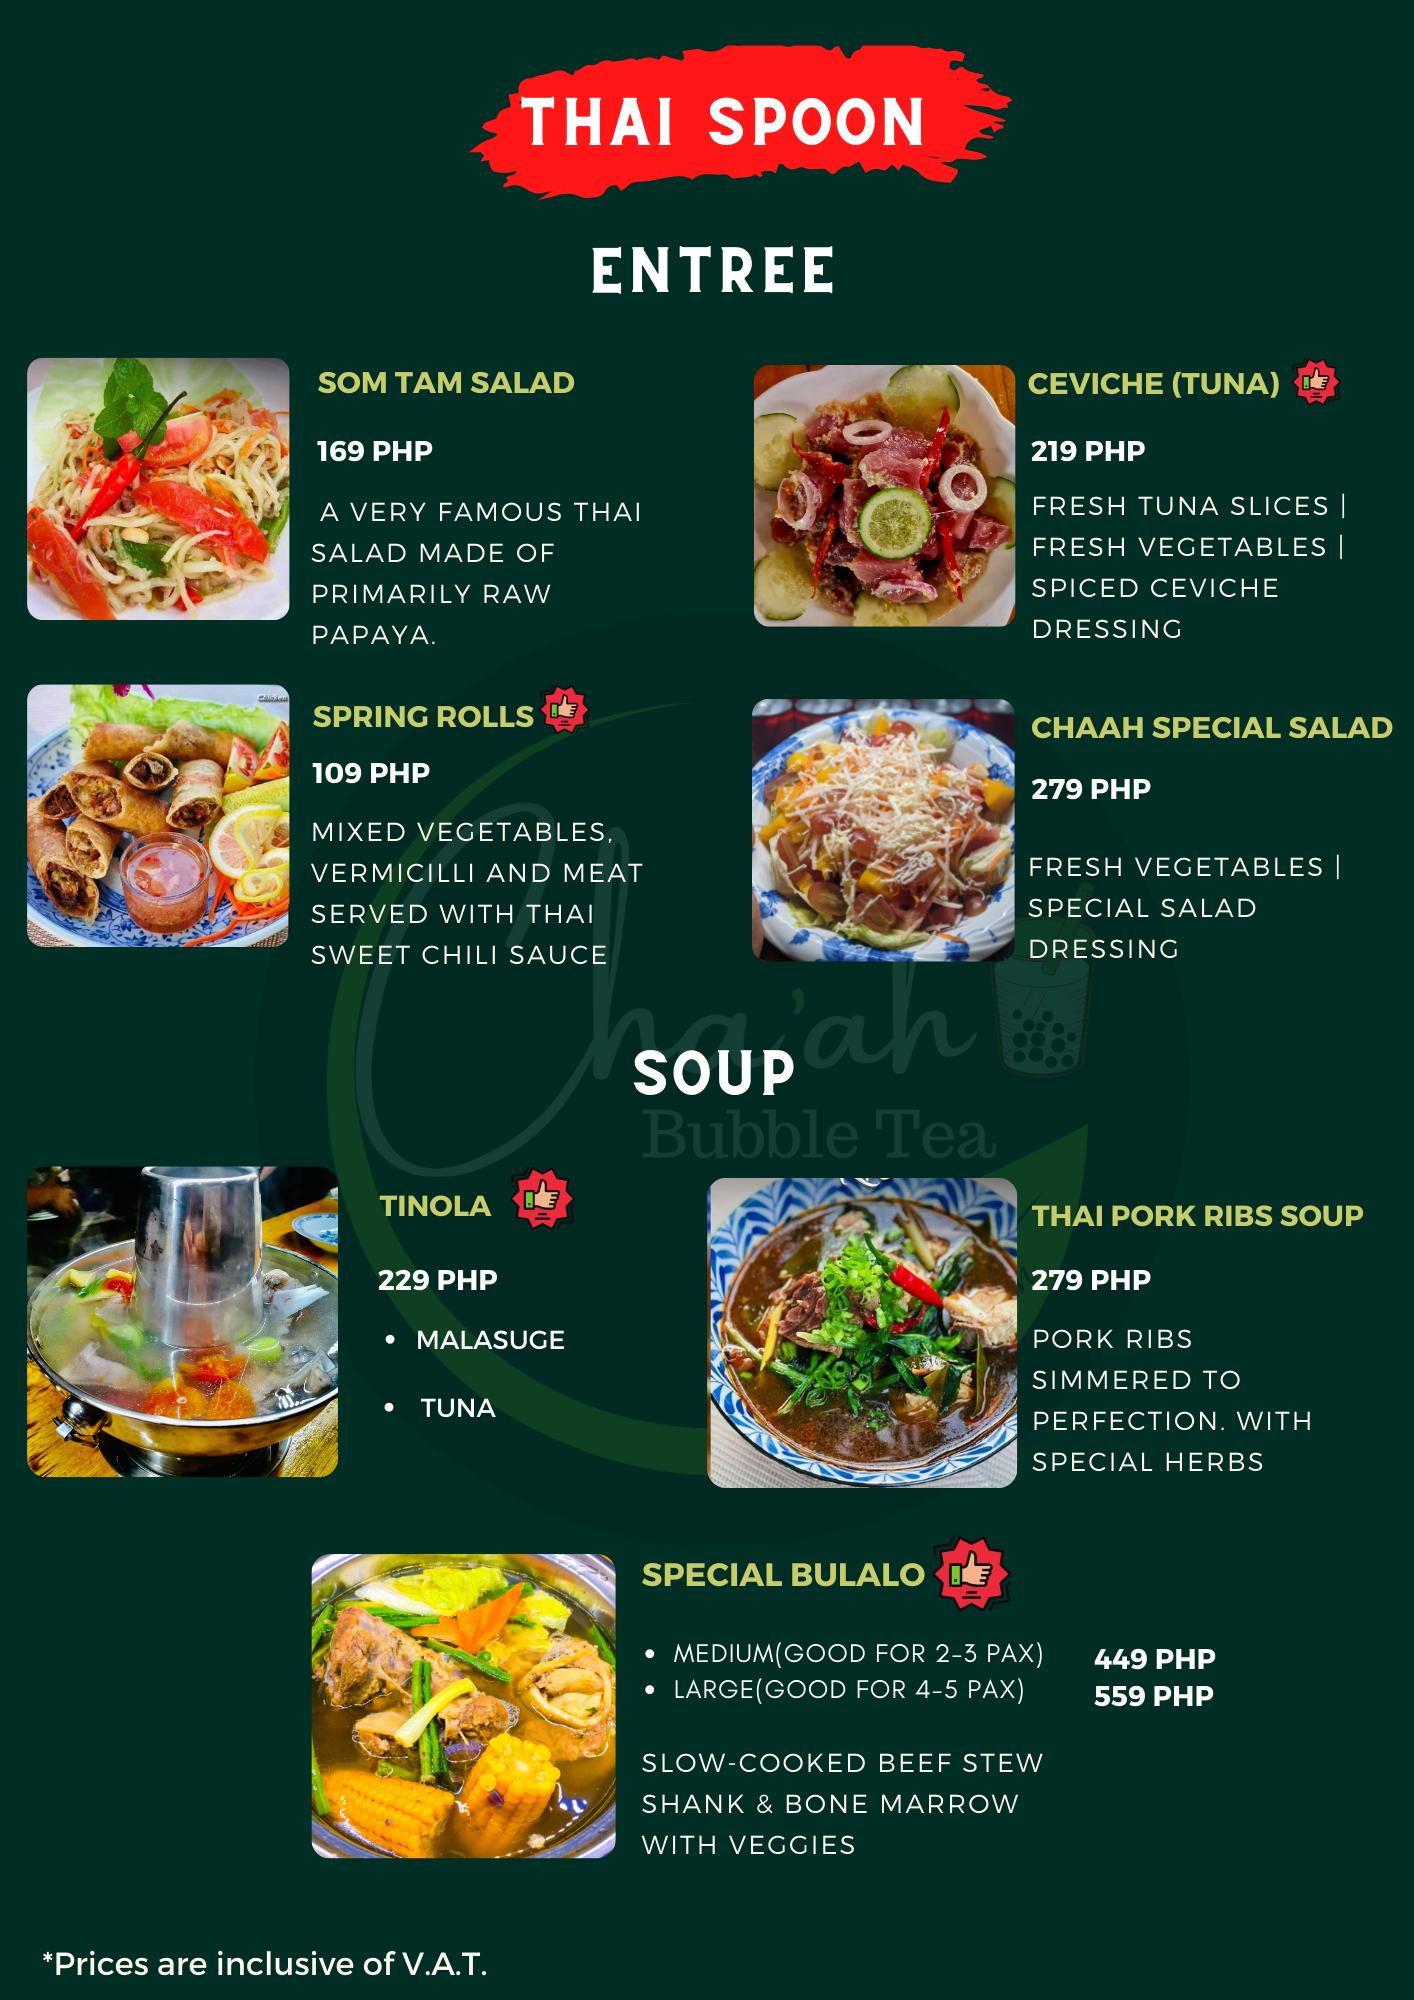 THAI SPOON
ENTREE
SOM TAM SALAD
169 PHP
A VERY FAMOUS THAI
SALAD MADE OF
PRIMARILY RAW
PAPAYA.
CEVICHE (TUNA)
219 PHP
FRESH TUNA SLICES |
FRESH VEGETABLES |
SPICED CEVICHE
DRESSING
Chicken
SPRING ROLLS
109 PHP
MIXED VEGETABLES,
VERMICILLI AND MEAT
SERVED WITH THAI
SWEET CHILI SAUCE
CHAAH SPECIAL SALAD
279 PHP
FRESH VEGETABLES |
SPECIAL SALAD
DRESSING
Cha'ah
Bubble Tea
SOUP
TINOLA
229 PHP
• MALASUGE
• TUNA
THAI PORK RIBS SOUP
279 PHP
PORK RIBS
SIMMERED TO
PERFECTION. WITH
SPECIAL HERBS
SPECIAL BULALO
• MEDIUM(GOOD FOR 2-3 PAX) 449 PHP
• LARGE(GOOD FOR 4-5 PAX) 559 PHP
SLOW-COOKED BEEF STEW
SHANK & BONE MARROW
WITH VEGGIES
*Prices are inclusive of V.A.T.